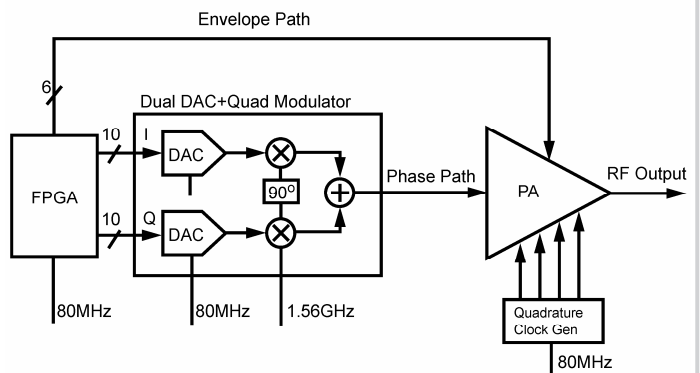 Envelope Path
6
Dual DAC+Quad Modulator
10
I
DAC
FPGA
90o
Phase Path
PA
RF Output
10
Q
DAC
80MHz
80MHz
1.56GHz
Quadrature
Clock Gen
80MHz